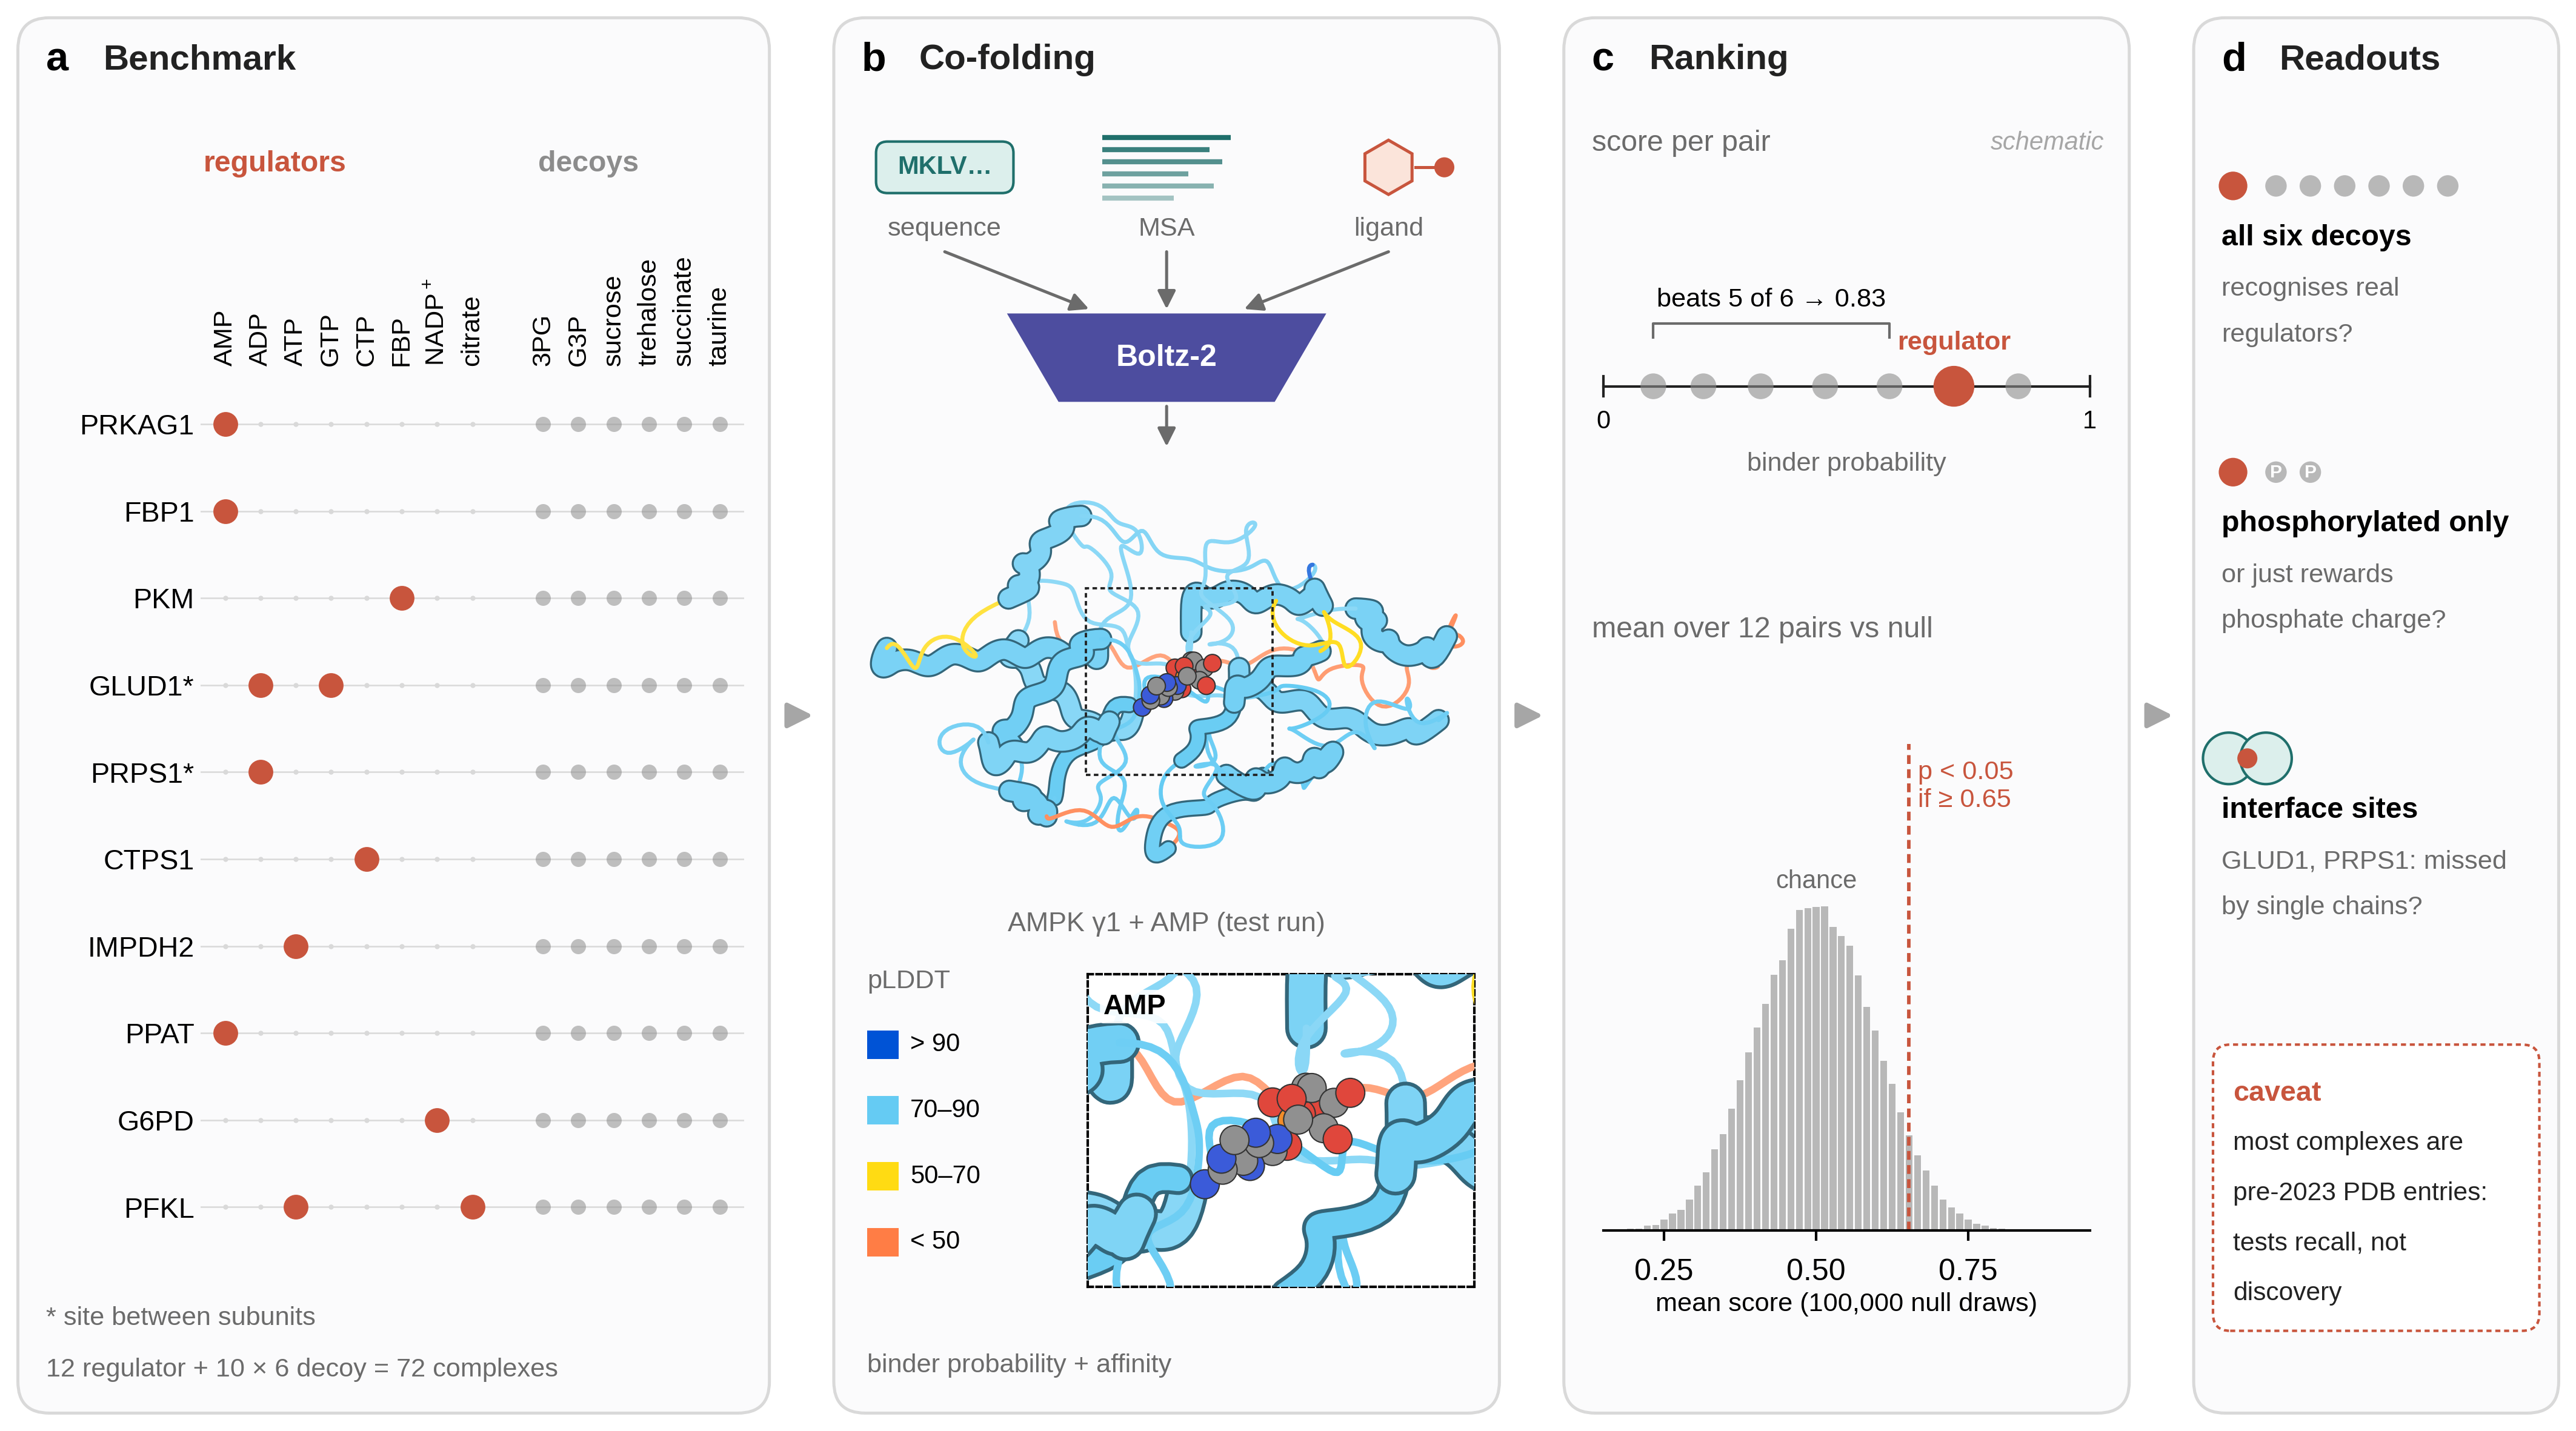 a Benchmark
regulators
decoys
AMP
ADP
ATP
GTP
CTP
FBP
NADP⁺
citrate
3PG
G3P
sucrose
trehalose
succinate
taurine
PRKAG1
FBP1
PKM
GLUD1*
PRPS1*
CTPS1
IMPDH2
PPAT
G6PD
PFKL
* site between subunits
12 regulator + 10 × 6 decoy = 72 complexes
b Co-folding
MKLV...
sequence
MSA
ligand
Boltz-2
AMPK γ1 + AMP (test run)
pLDDT
> 90
70–90
50–70
< 50
AMP
binder probability + affinity
c Ranking
score per pair
schematic
beats 5 of 6 → 0.83
regulator
0
1
binder probability
mean over 12 pairs vs null
p < 0.05
if ≥ 0.65
chance
0.25
0.50
0.75
mean score (100,000 null draws)
d Readouts
all six decoys
recognises real
regulators?
P P
phosphorylated only
or just rewards
phosphate charge?
interface sites
GLUD1, PRPS1: missed
by single chains?
caveat
most complexes are
pre-2023 PDB entries:
tests recall, not
discovery